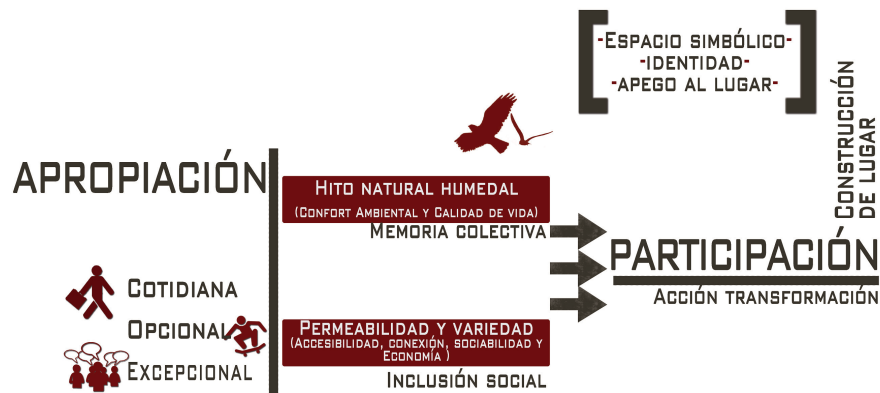 -Espacio simbólico-
-identidad-
-apego al lugar-
Construcción
de lugar
APROPIACIÓN
Hito natural humedal
(Confort Ambiental y Calidad de vida)
Memoria colectiva
PARTICIPACIÓN
Acción transformación
Cotidiana
Opcional
Excepcional
Permeabilidad y variedad
(Accesibilidad, conexión, sociabilidad y
Economía )
Inclusión social